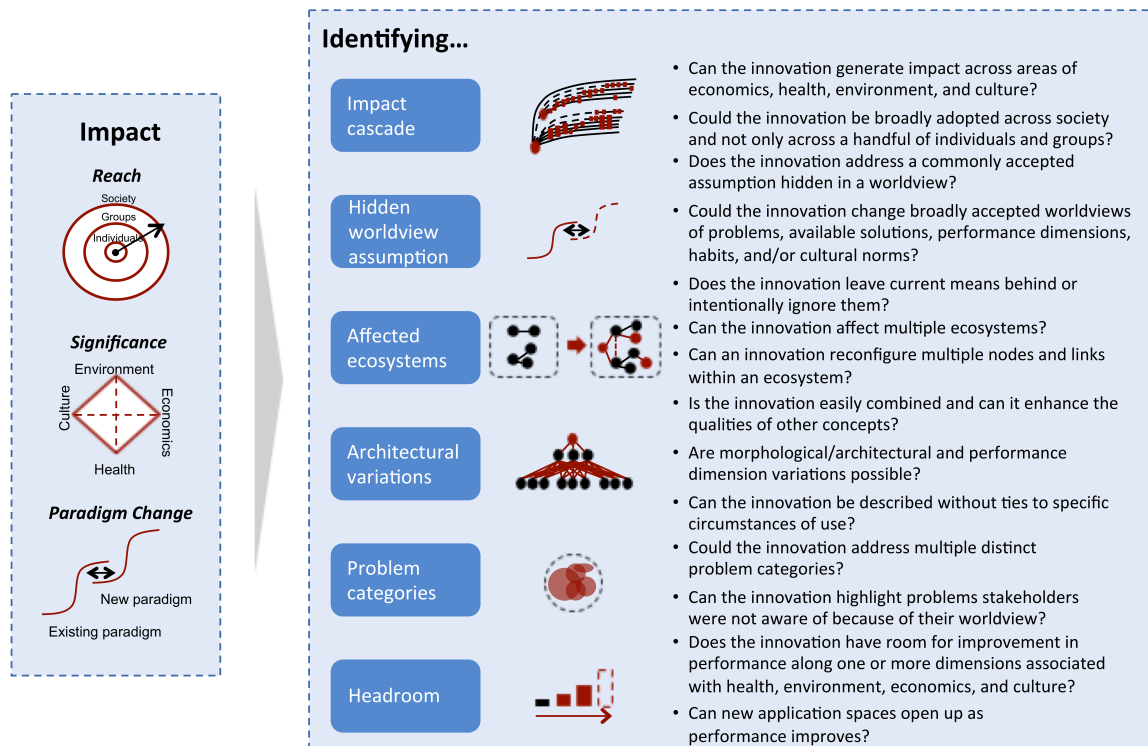 Impact
Reach
Society
Groups
Individuals
Significance
Environment
Culture
Economics
Health
Paradigm Change
New paradigm
Existing paradigm
Identifying...
Impact
cascade
• Can the innovation generate impact across areas of
economics, health, environment, and culture?
• Could the innovation be broadly adopted across society
and not only across a handful of individuals and groups?
Hidden
worldview
assumption
• Does the innovation address a commonly accepted
assumption hidden in a worldview?
• Could the innovation change broadly accepted worldviews
of problems, available solutions, performance dimensions,
habits, and/or cultural norms?
• Does the innovation leave current means behind or
intentionally ignore them?
Affected
ecosystems
• Can the innovation affect multiple ecosystems?
• Can an innovation reconfigure multiple nodes and links
within an ecosystem?
Architectural
variations
• Is the innovation easily combined and can it enhance the
qualities of other concepts?
• Are morphological/architectural and performance
dimension variations possible?
• Can the innovation be described without ties to specific
circumstances of use?
Problem
categories
• Could the innovation address multiple distinct
problem categories?
• Can the innovation highlight problems stakeholders
were not aware of because of their worldview?
Headroom
• Does the innovation have room for improvement in
performance along one or more dimensions associated
with health, environment, economics, and culture?
• Can new application spaces open up as
performance improves?